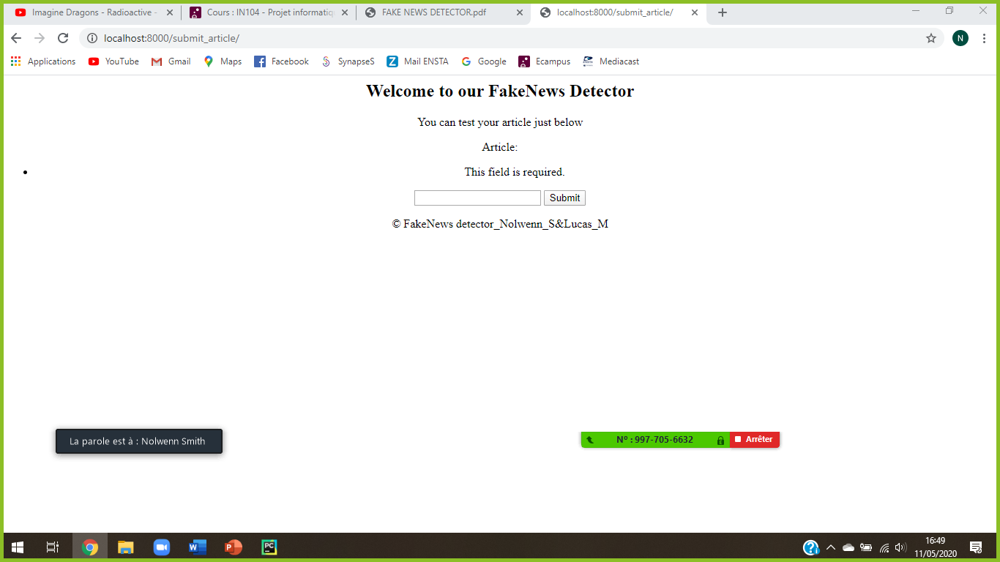 Imagine Dragons - Radioactive -
Cours : IN104 - Projet informatiq
FAKE NEWS DETECTOR.pdf
localhost:8000/submit_article/
localhost:8000/submit_article/
N
Applications
YouTube
Gmail
Maps
Facebook
SynapseS
Mail ENSTA
Google
Ecampus
Mediacast
Welcome to our FakeNews Detector
You can test your article just below
Article:
This field is required.
Submit
© FakeNews detector_Nolwenn_S&Lucas_M
La parole est à : Nolwenn Smith
Nº : 997-705-6632
Arrêter
16:49
11/05/2020